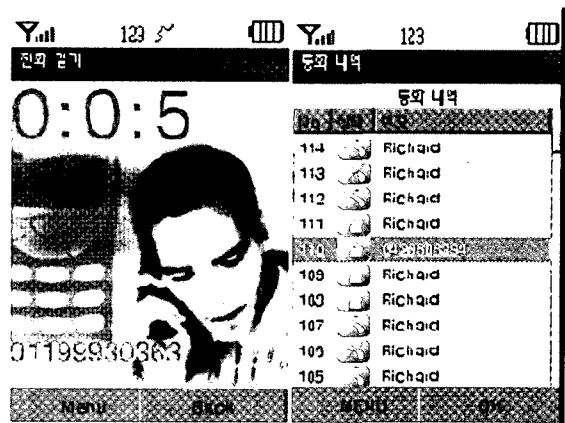 123
전화 걸기
0:0:5
01199930363
Menu Back
123
통화 내역
통화 내역
No
114 Richard
113 Richard
112 Richard
111 Richard
110
109 Richard
108 Richard
107 Richard
106 Richard
105 Richard
MENU